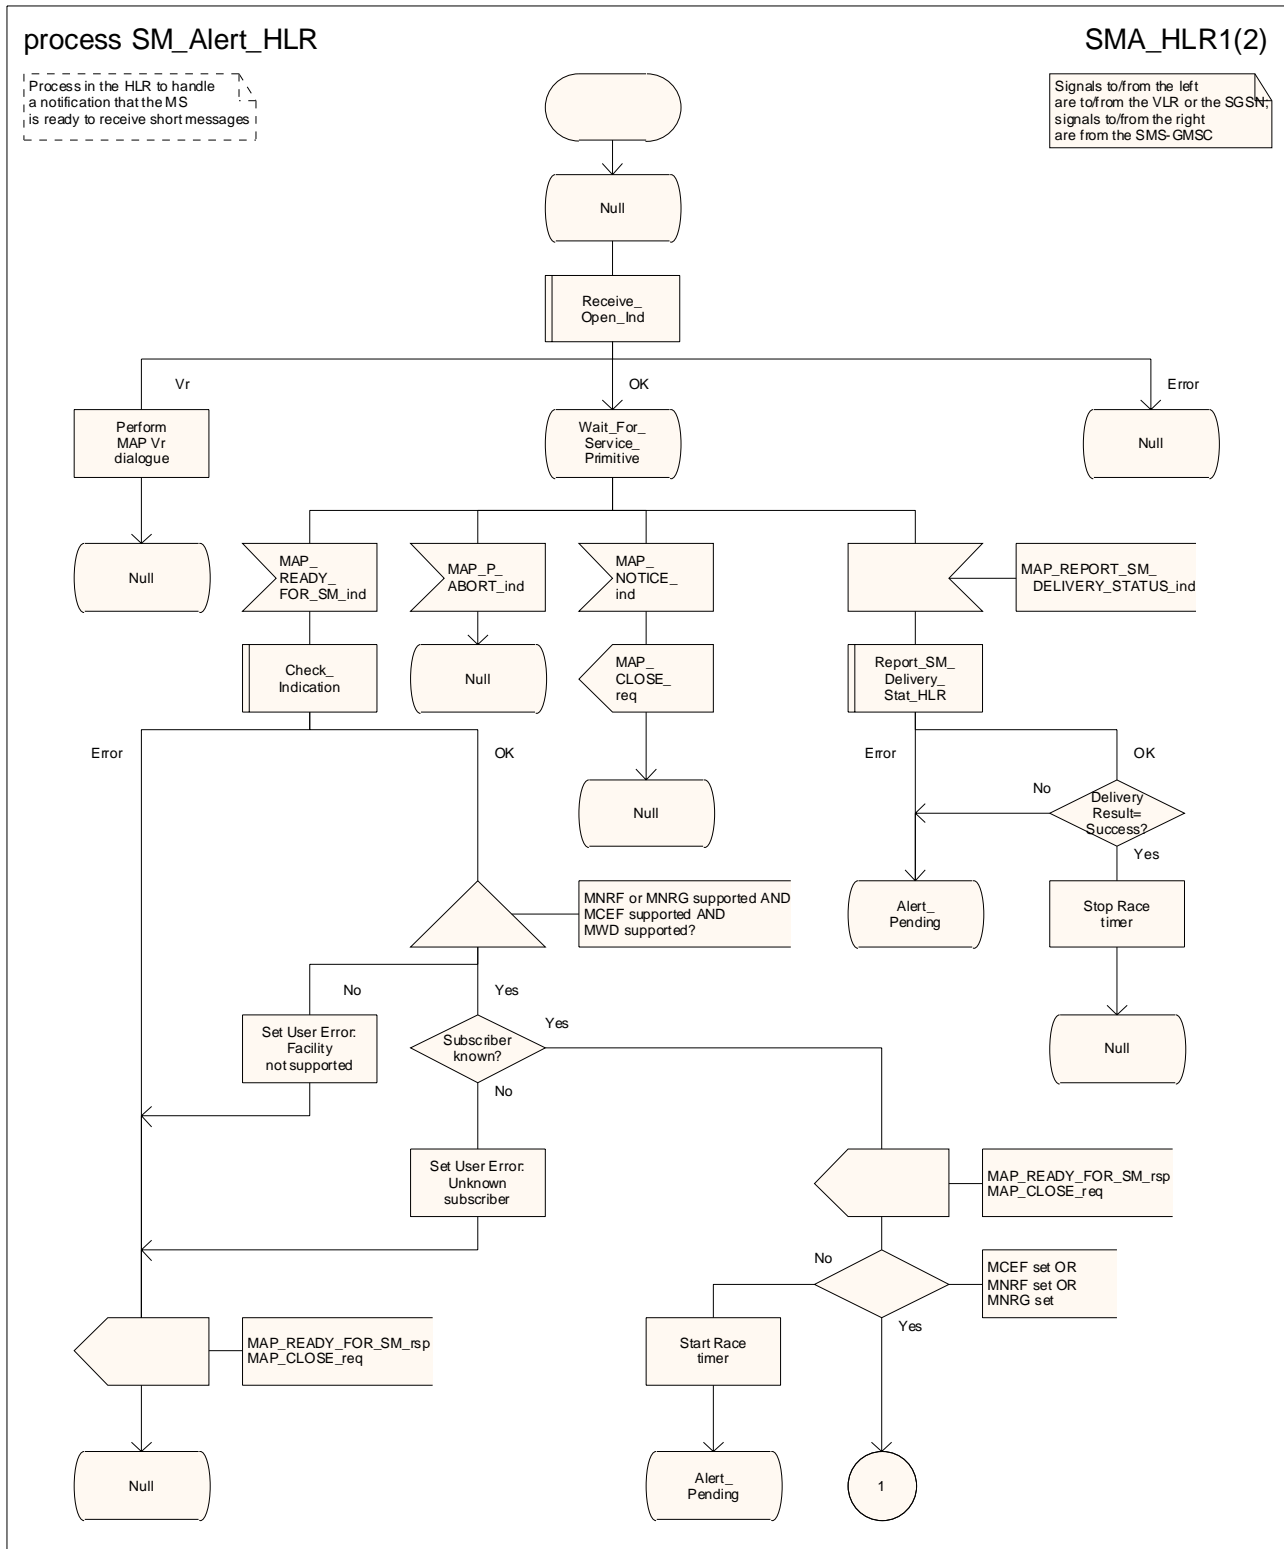 process SM_Alert_HLR
SMA_HLR1(2)
Process in the HLR to handle
a notification that the MS
is ready to receive short messages
Signals to/from the left
are to/from the VLR or the SGSN;
signals to/from the right
are from the SMS-GMSC
Null
Receive_
Open_Ind
Vr
OK
Error
Perform
MAP Vr
dialogue
Wait_For_
Service_
Primitive
Null
Null
MAP_
READY_
FOR_SM_ind
MAP_P_
ABORT_ind
MAP_
NOTICE_
ind
MAP_REPORT_SM_
DELIVERY_STATUS_ind
Check_
Indication
Null
MAP_
CLOSE_
req
Report_SM_
Delivery_
Stat_HLR
Error
OK
Error
OK
Null
No
Delivery
Result=
Success?
Yes
MNRF or MNRG supported AND
MCEF supported AND
MWD supported?
Alert_
Pending
Stop Race
timer
No
Yes
Set User Error:
Facility
not supported
Subscriber
known?
Yes
Null
No
Set User Error:
Unknown
subscriber
MAP_READY_FOR_SM_rsp
MAP_CLOSE_req
No
MCEF set OR
MNRF set OR
MNRG set
Yes
MAP_READY_FOR_SM_rsp
MAP_CLOSE_req
Start Race
timer
Null
Alert_
Pending
1